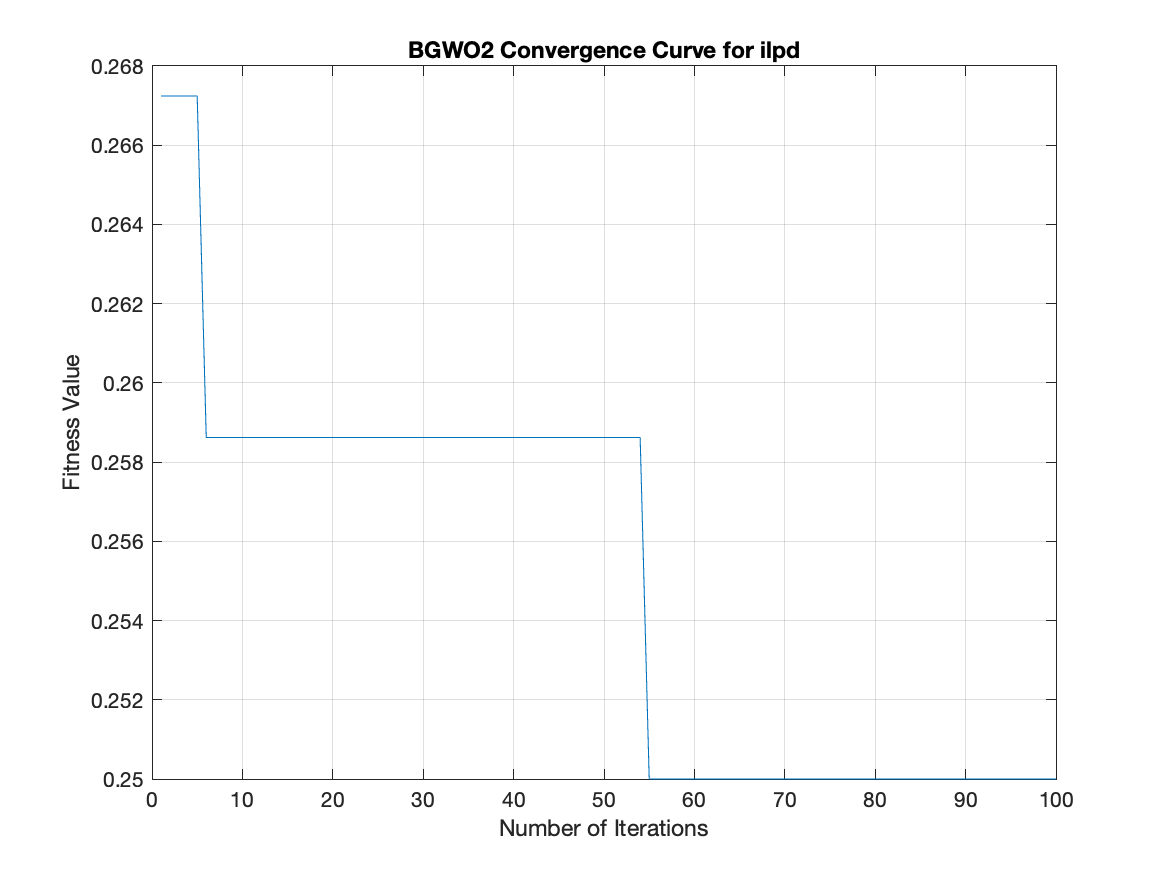 BGWO2 Convergence Curve for ilpd
0.268
0.266
0.264
0.262
0.26
0.258
0.256
0.254
0.252
0.25
Fitness Value
0 10 20 30 40 50 60 70 80 90 100
Number of Iterations